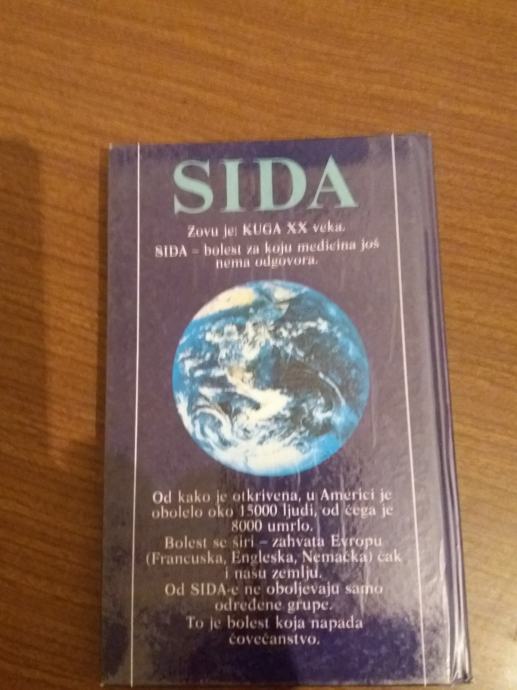 SIDA
Zovu je: KUGA XX veka.
SIDA – bolest za koju medicina još
nema odgovora.
Od kako je otkrivena, u Americi je
obolelo oko 15000 ljudi, od čega je
8000 umrlo.
Bolest se širi – zahvata Evropu
(Francuska, Engleska, Nemačka) čak
i našu zemlju.
Od SIDA-e ne oboljevaju samo
određene grupe.
To je bolest koja napada
čovečanstvo.